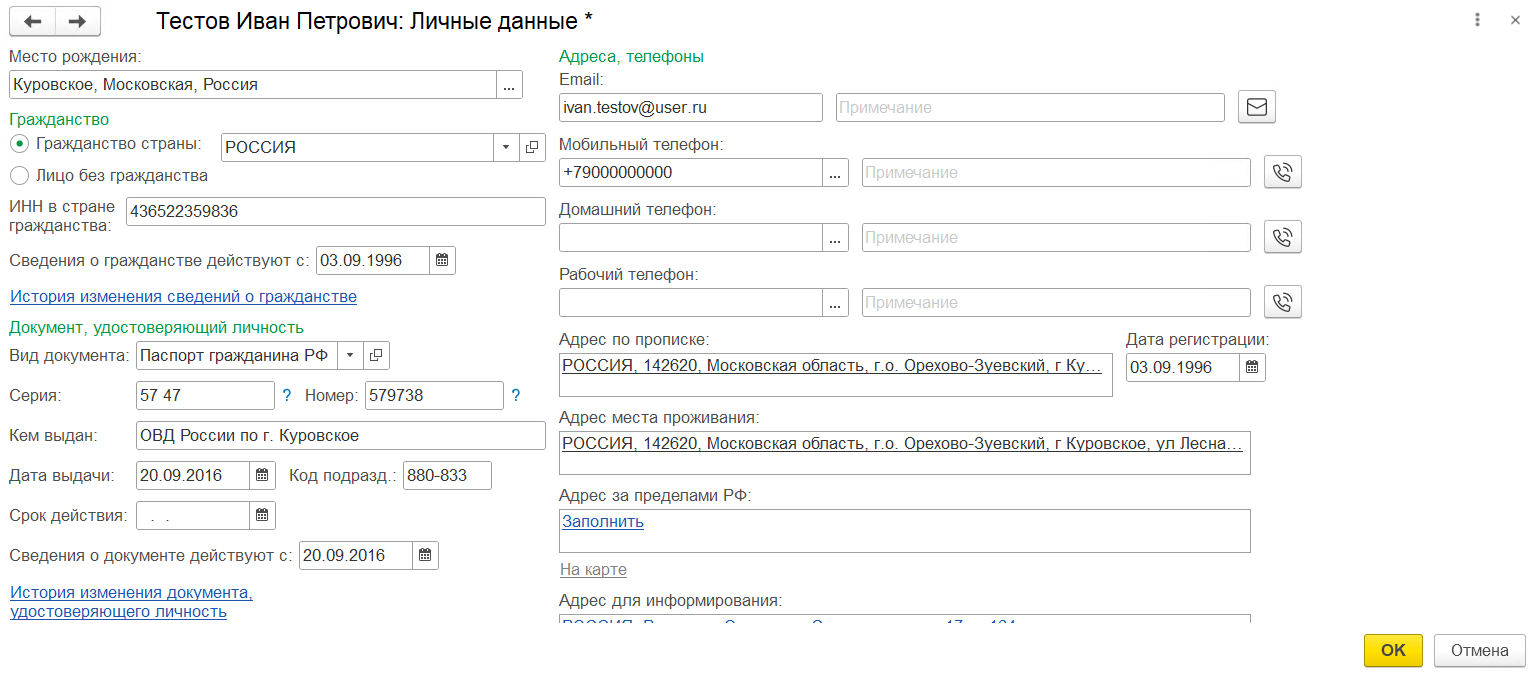 Тестов Иван Петрович: Личные данные *
Место рождения:
Куровское, Московская, Россия
...
Гражданство
Гражданство страны:
РОССИЯ
Лицо без гражданства
ИНН в стране
гражданства:
436522359836
Сведения о гражданстве действуют с:
03.09.1996
История изменения сведений о гражданстве
Документ, удостоверяющий личность
Вид документа:
Паспорт гражданина РФ
Серия:
57 47
?
Номер:
579738
?
Кем выдан:
ОВД России по г. Куровское
Дата выдачи:
20.09.2016
Код подразд.:
880-833
Срок действия:
. .
Сведения о документе действуют с:
20.09.2016
История изменения документа,
удостоверяющего личность
Адреса, телефоны
Email:
ivan.testov@user.ru
Примечание
Мобильный телефон:
+79000000000
...
Примечание
Домашний телефон:
...
Примечание
Рабочий телефон:
...
Примечание
Адрес по прописке:
РОССИЯ, 142620, Московская область, г.о. Орехово-Зуевский, г Ку...
Дата регистрации:
03.09.1996
Адрес места проживания:
РОССИЯ, 142620, Московская область, г.о. Орехово-Зуевский, г Куровское, ул Лесна...
Адрес за пределами РФ:
Заполнить
На карте
Адрес для информирования:
OK
Отмена